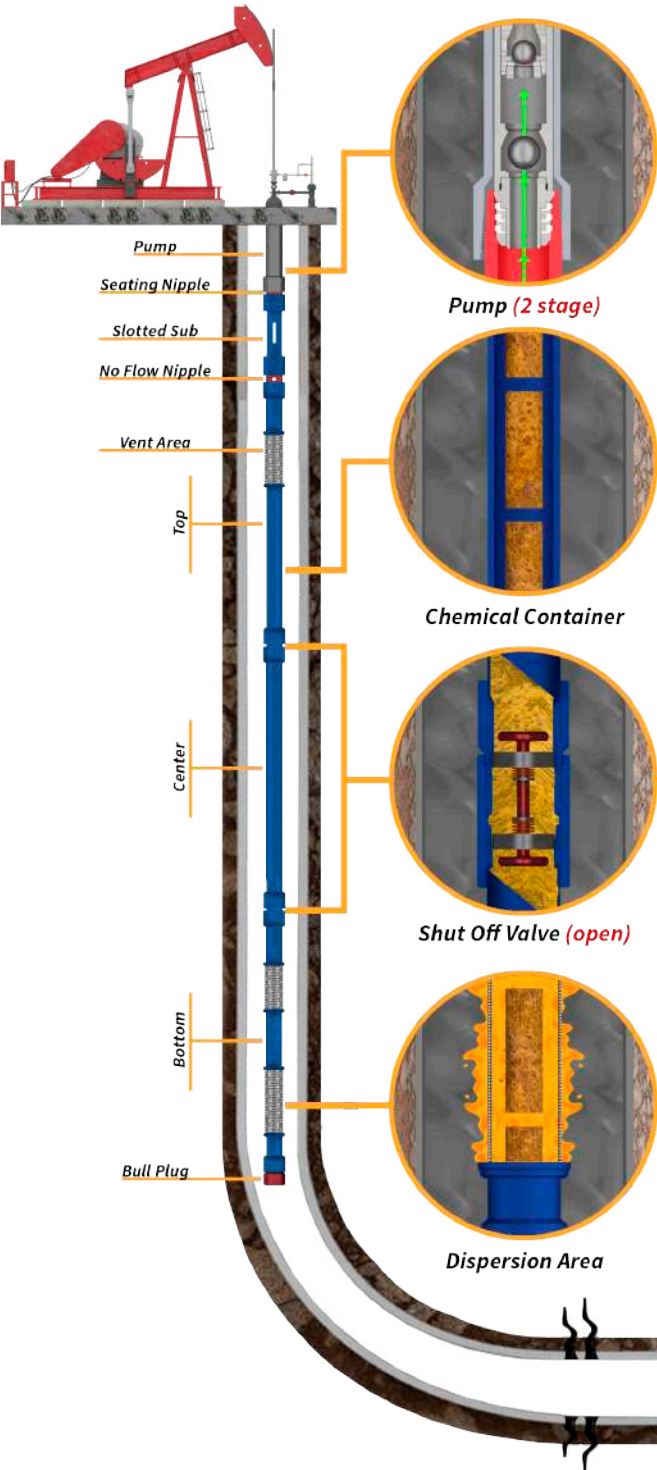 Pump
Seating Nipple
Slotted Sub
No Flow Nipple
Vent Area
Top
Center
Bottom
Bull Plug
Pump (2 stage)
Chemical Container
Shut Off Valve (open)
Dispersion Area